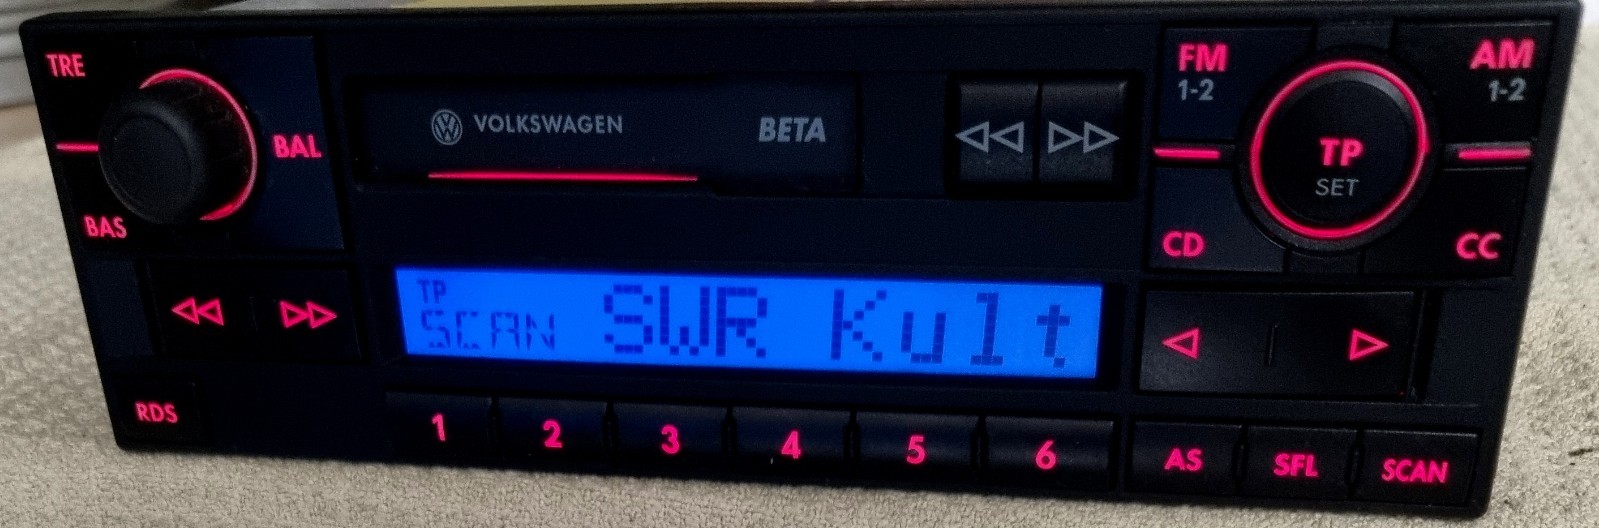 TRE
BAL
BAS
VOLKSWAGEN
BETA
FM
1-2
AM
1-2
TP
SET
CD
CC
TP
SCAN SWR Kult
RDS
1 2 3 4 5 6
AS SFL SCAN